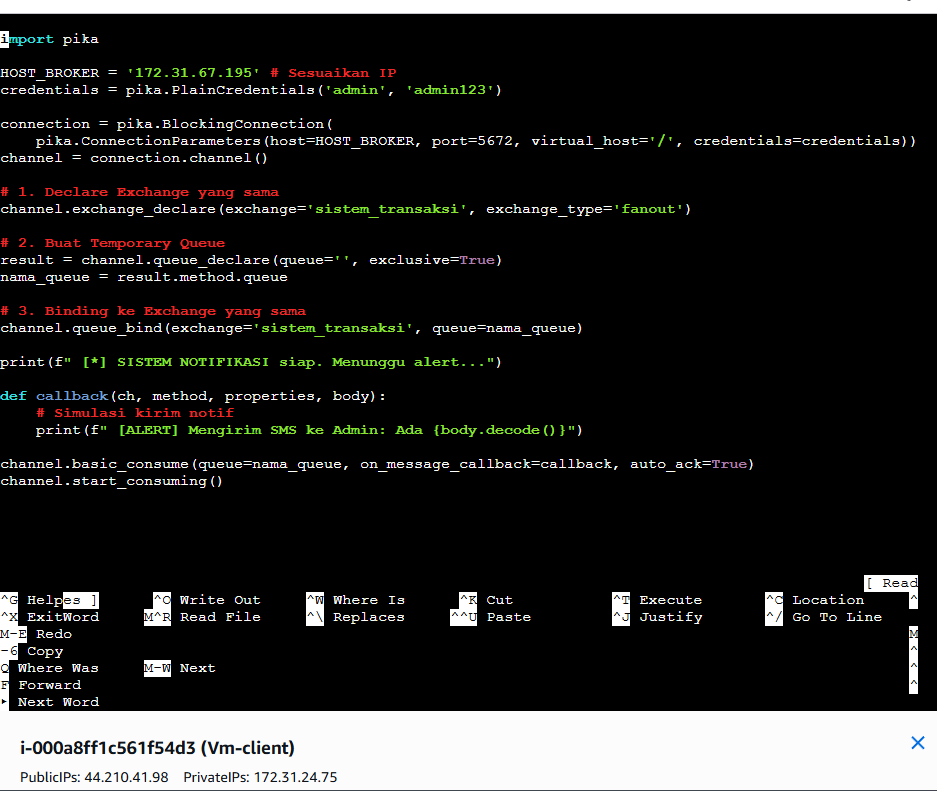 import pika
HOST_BROKER = '172.31.67.195' # Sesuaikan IP
credentials = pika.PlainCredentials('admin', 'admin123')
connection = pika.BlockingConnection(
    pika.ConnectionParameters(host=HOST_BROKER, port=5672, virtual_host='/', credentials=credentials))
channel = connection.channel()
# 1. Declare Exchange yang sama
channel.exchange_declare(exchange='sistem_transaksi', exchange_type='fanout')
# 2. Buat Temporary Queue
result = channel.queue_declare(queue='', exclusive=True)
nama_queue = result.method.queue
# 3. Binding ke Exchange yang sama
channel.queue_bind(exchange='sistem_transaksi', queue=nama_queue)
print(f" [*] SISTEM NOTIFIKASI siap. Menunggu alert...")
def callback(ch, method, properties, body):
    # Simulasi kirim notif
    print(f" [ALERT] Mengirim SMS ke Admin: Ada {body.decode()}")
channel.basic_consume(queue=nama_queue, on_message_callback=callback, auto_ack=True)
channel.start_consuming()
[ Read
^G Helpes ] ^O Write Out ^W Where Is ^K Cut ^T Execute ^C Location ^
^X ExitWord M^R Read File ^\ Replaces ^^U Paste ^J Justify ^/ Go To Line
M-E Redo M
-6 Copy ^
Q Where Was M-W Next ^
F Forward ^
▸ Next Word
i-000a8ff1c561f54d3 (Vm-client)
PublicIPs: 44.210.41.98 PrivateIPs: 172.31.24.75